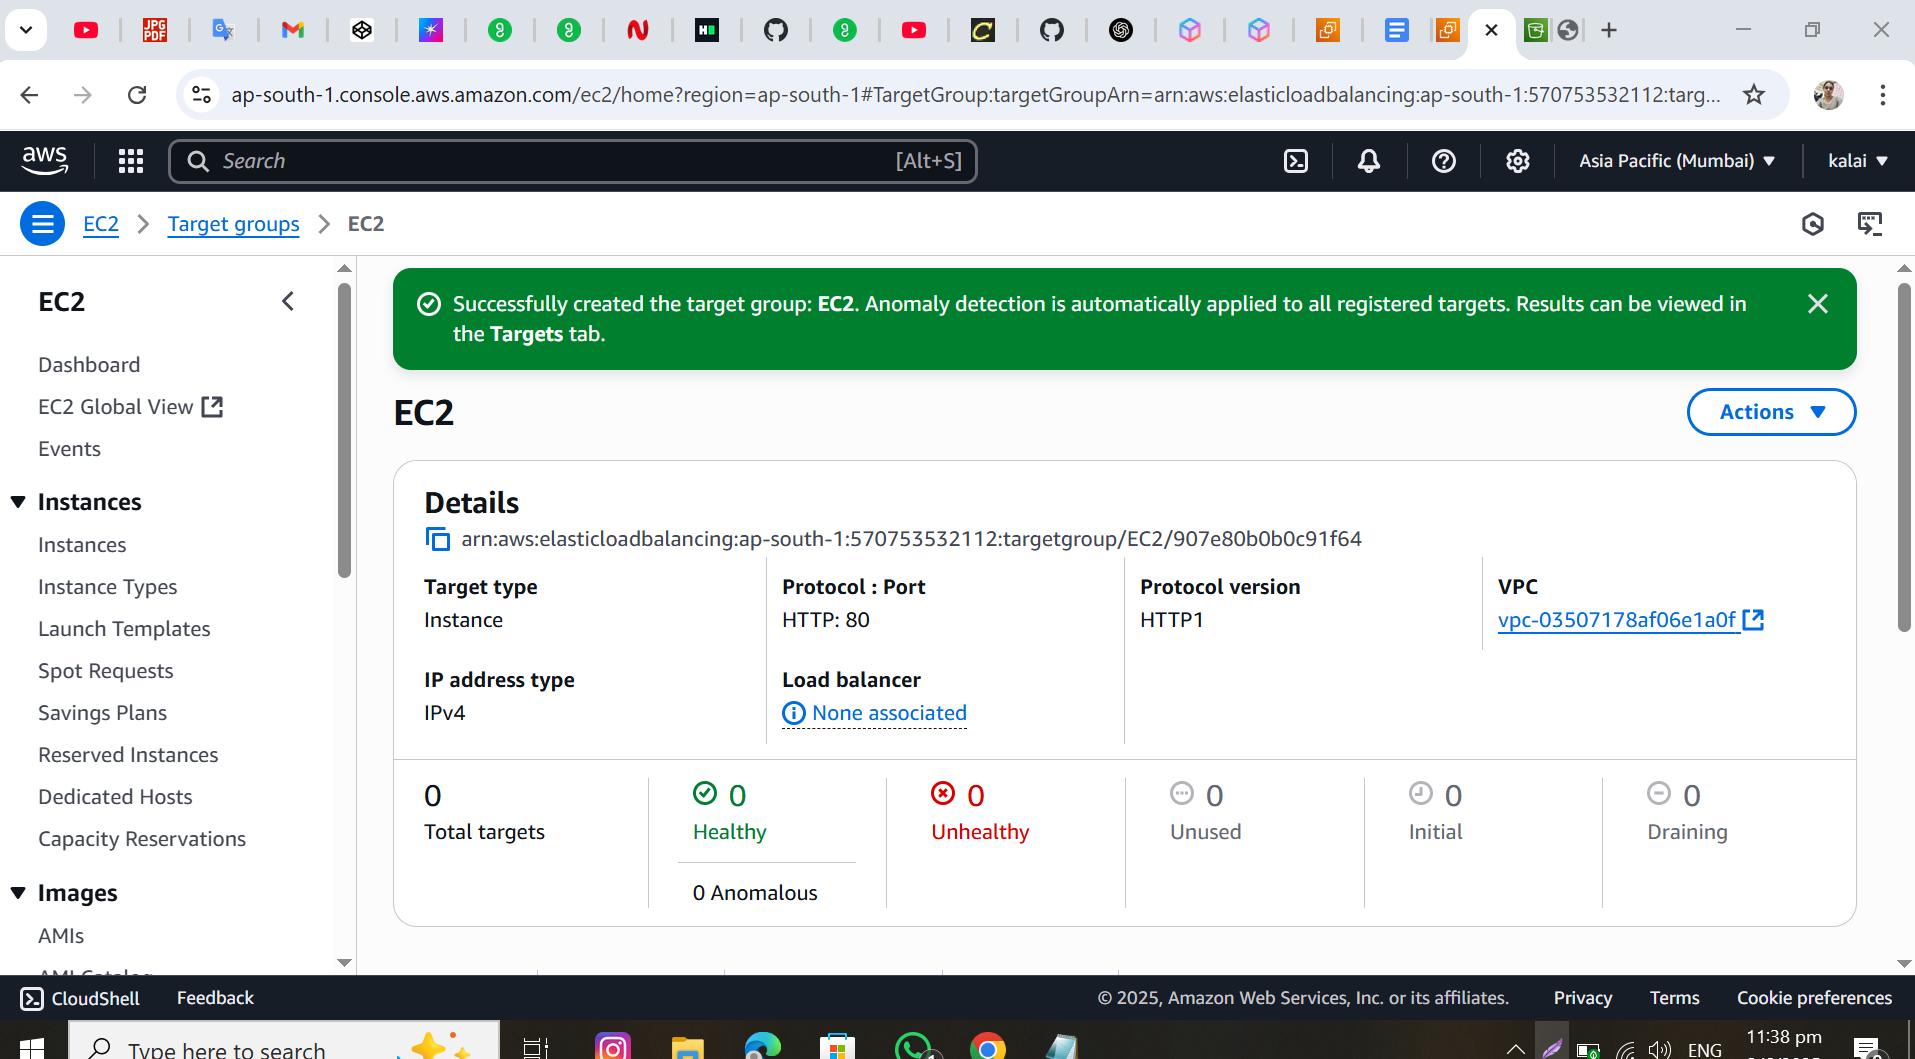 JPG
PDF
ap-south-1.console.aws.amazon.com/ec2/home?region=ap-south-1#TargetGroup:targetGroupArn=arn:aws:elasticloadbalancing:ap-south-1:570753532112:targ...
aws
Search
[Alt+S]
Asia Pacific (Mumbai)
kalai
EC2
Target groups
EC2
EC2
Dashboard
EC2 Global View
Events
Instances
Instances
Instance Types
Launch Templates
Spot Requests
Savings Plans
Reserved Instances
Dedicated Hosts
Capacity Reservations
Images
AMIs
AMI Catalog
Successfully created the target group: EC2. Anomaly detection is automatically applied to all registered targets. Results can be viewed in
the Targets tab.
EC2
Actions
Details
arn:aws:elasticloadbalancing:ap-south-1:570753532112:targetgroup/EC2/907e80b0b0c91f64
Target type
Instance
Protocol : Port
HTTP: 80
Protocol version
HTTP1
VPC
vpc-03507178af06e1a0f
IP address type
IPv4
Load balancer
None associated
0
Total targets
0
Healthy
0 Anomalous
0
Unhealthy
0
Unused
0
Initial
0
Draining
CloudShell
Feedback
© 2025, Amazon Web Services, Inc. or its affiliates.
Privacy
Terms
Cookie preferences
Type here to search
ENG
11:38 pm